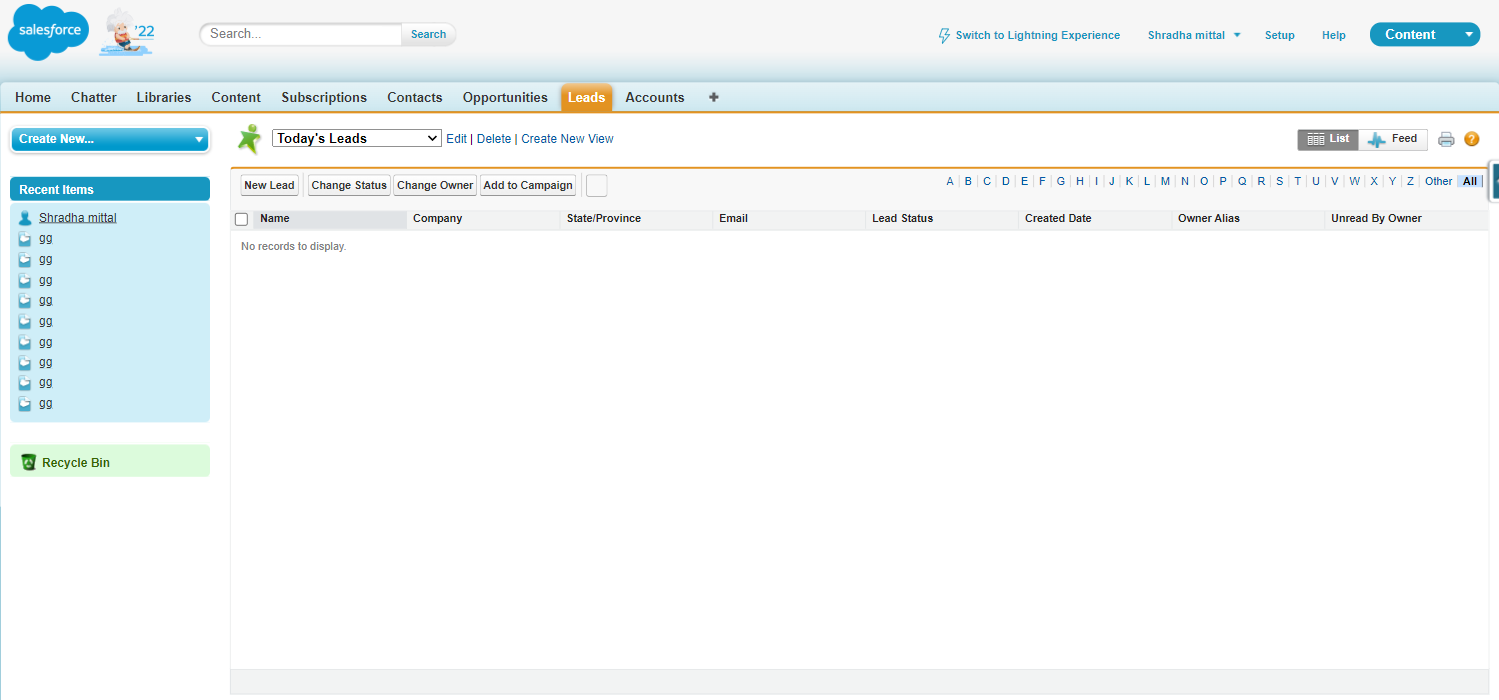 salesforce
'22
Search...
Search
Switch to Lightning Experience
Shradha mittal
Setup
Help
Content
Home Chatter Libraries Content Subscriptions Contacts Opportunities Leads Accounts +
Create New...
Recent Items
Shradha mittal
gg
gg
gg
gg
gg
gg
gg
gg
gg
Recycle Bin
Today's Leads
Edit | Delete | Create New View
List
Feed
?
New Lead Change Status Change Owner Add to Campaign
A | B | C | D | E | F | G | H | I | J | K | L | M | N | O | P | Q | R | S | T | U | V | W | X | Y | Z | Other | All
Name Company State/Province Email Lead Status Created Date Owner Alias Unread By Owner
No records to display.